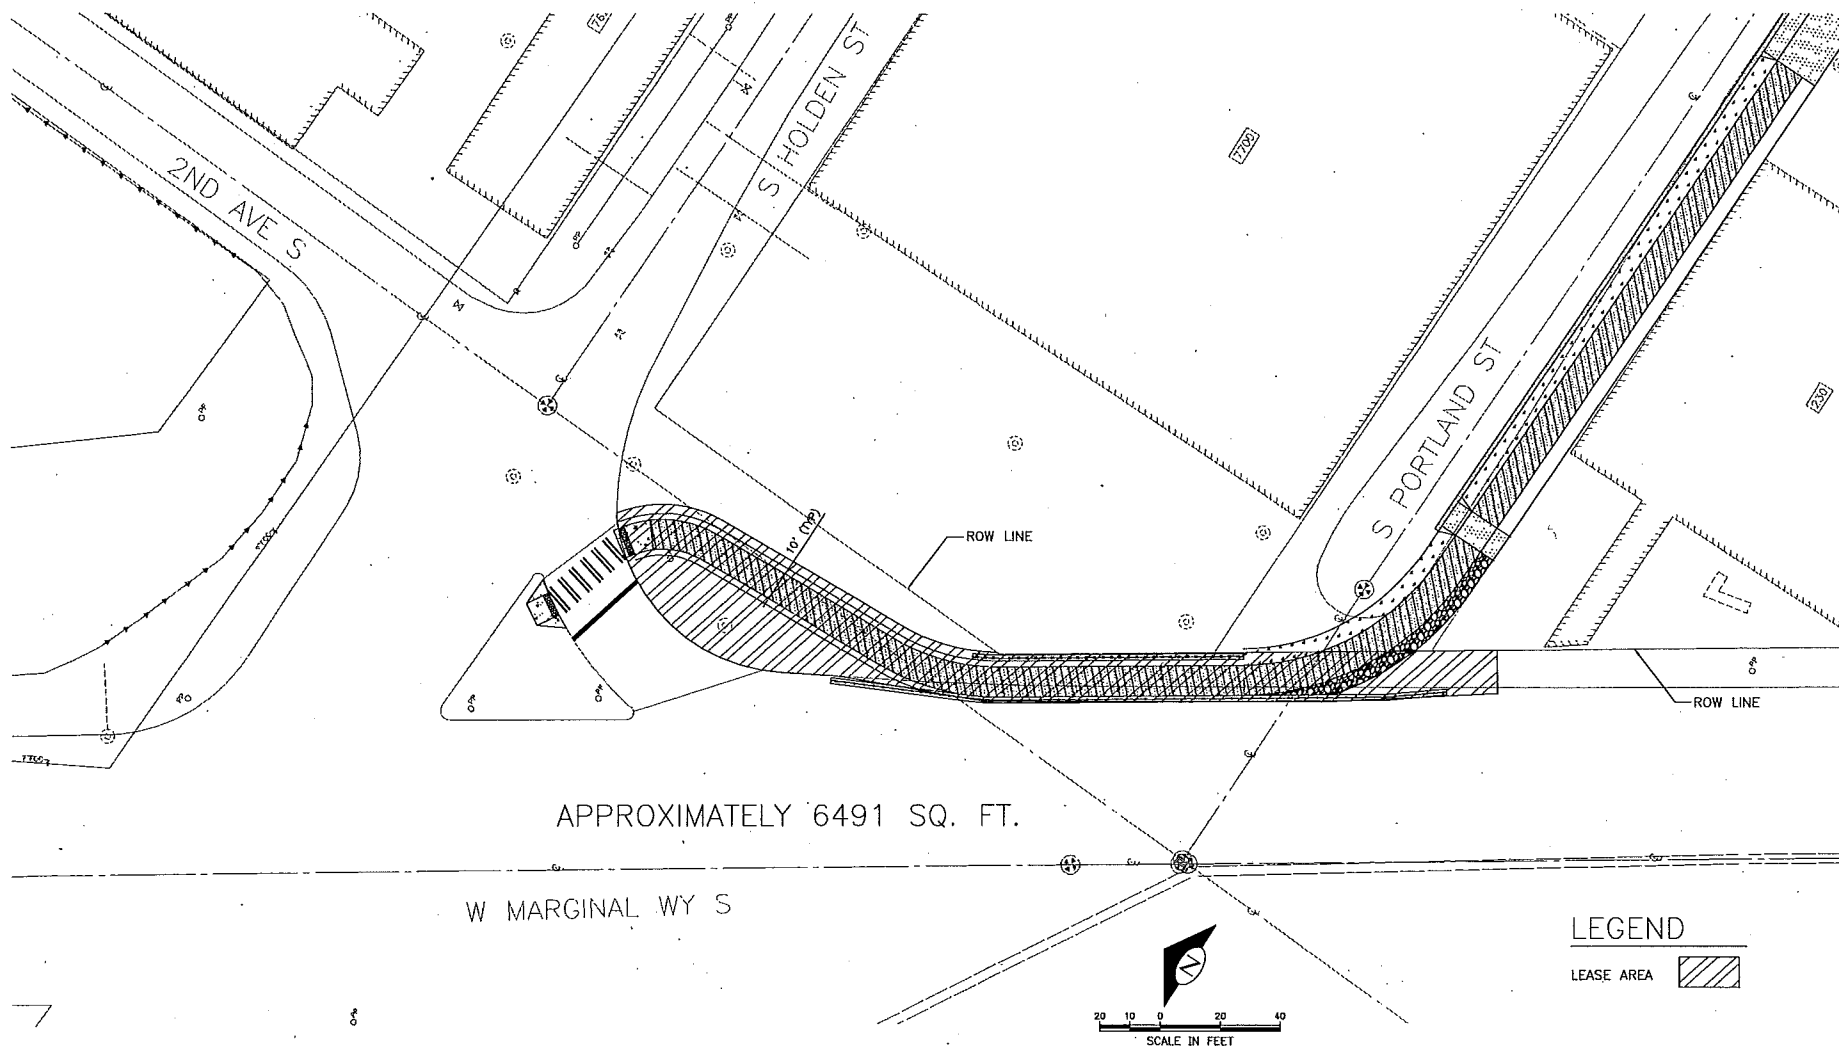 2ND AVE S
S HOLDEN ST
7700
S PORTLAND ST
230
10' (TYP)
ROW LINE
ROW LINE
APPROXIMATELY 6491 SQ. FT.
W MARGINAL WY S
N
LEGEND
LEASE AREA
20 10 0 20 40
SCALE IN FEET